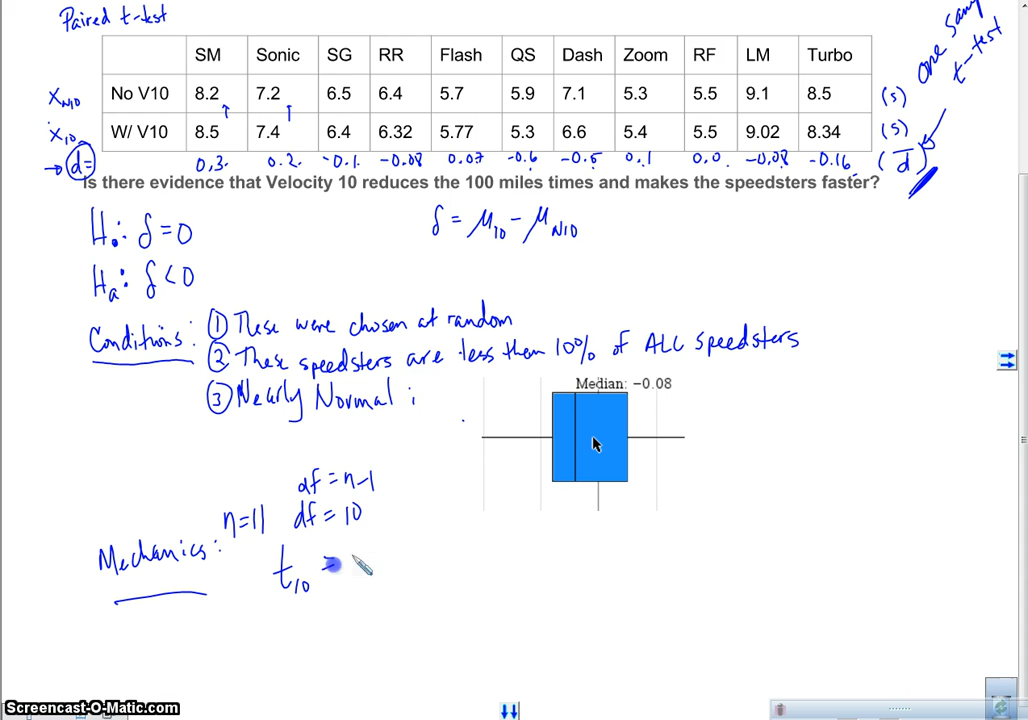 Paired t-test
one sam
t-test
SM Sonic SG RR Flash QS Dash Zoom RF LM Turbo
X_N10 No V10 8.2 7.2 6.5 6.4 5.7 5.9 7.1 5.3 5.5 9.1 8.5 (s)
X_10 W/ V10 8.5 7.4 6.4 6.32 5.77 5.3 6.6 5.4 5.5 9.02 8.34 (s)
→ d = 0.3 0.2 -0.1 -0.08 0.07 -0.6 -0.5 0.1 0.0 -0.08 -0.16 (d̅)
Is there evidence that Velocity 10 reduces the 100 miles times and makes the speedsters faster?
H₀: δ = 0 δ = μ₁₀ - μ_N10
Hₐ: δ < 0
Conditions: ① These were chosen at random
② These speedsters are less then 10% of ALL speedsters
③ Nearly Normal :
Median: −0.08
df = n-1
n = 11 df = 10
Mechanics: t₁₀ =
Screencast-O-Matic.com